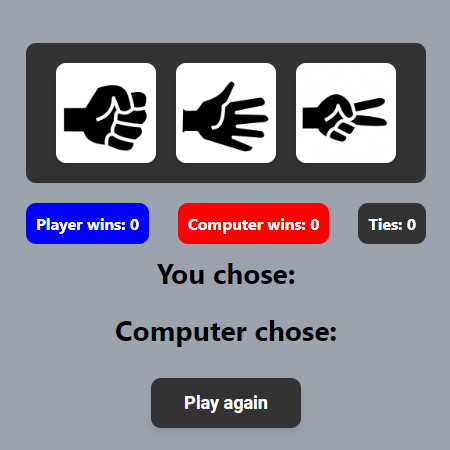 Player wins: 0
Computer wins: 0
Ties: 0
You chose:
Computer chose:
Play again